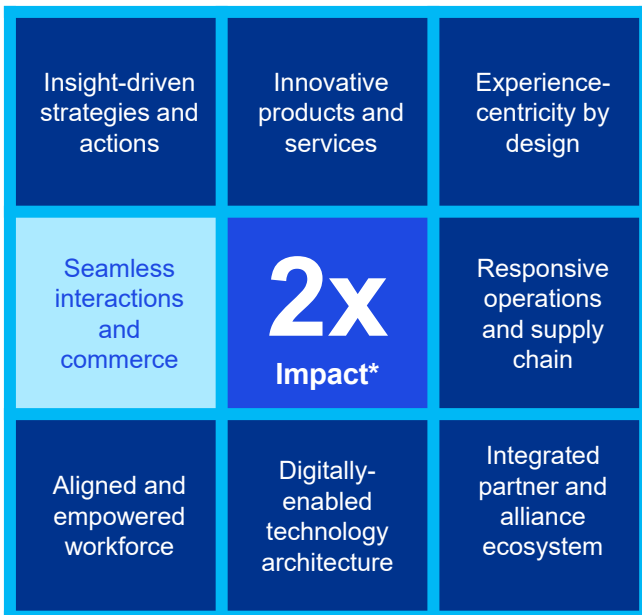 Insight-driven
strategies and
actions
Innovative
products and
services
Experience-
centricity by
design
Seamless
interactions
and
commerce
2x
Impact*
Responsive
operations
and supply
chain
Aligned and
empowered
workforce
Digitally-
enabled
technology
architecture
Integrated
partner and
alliance
ecosystem